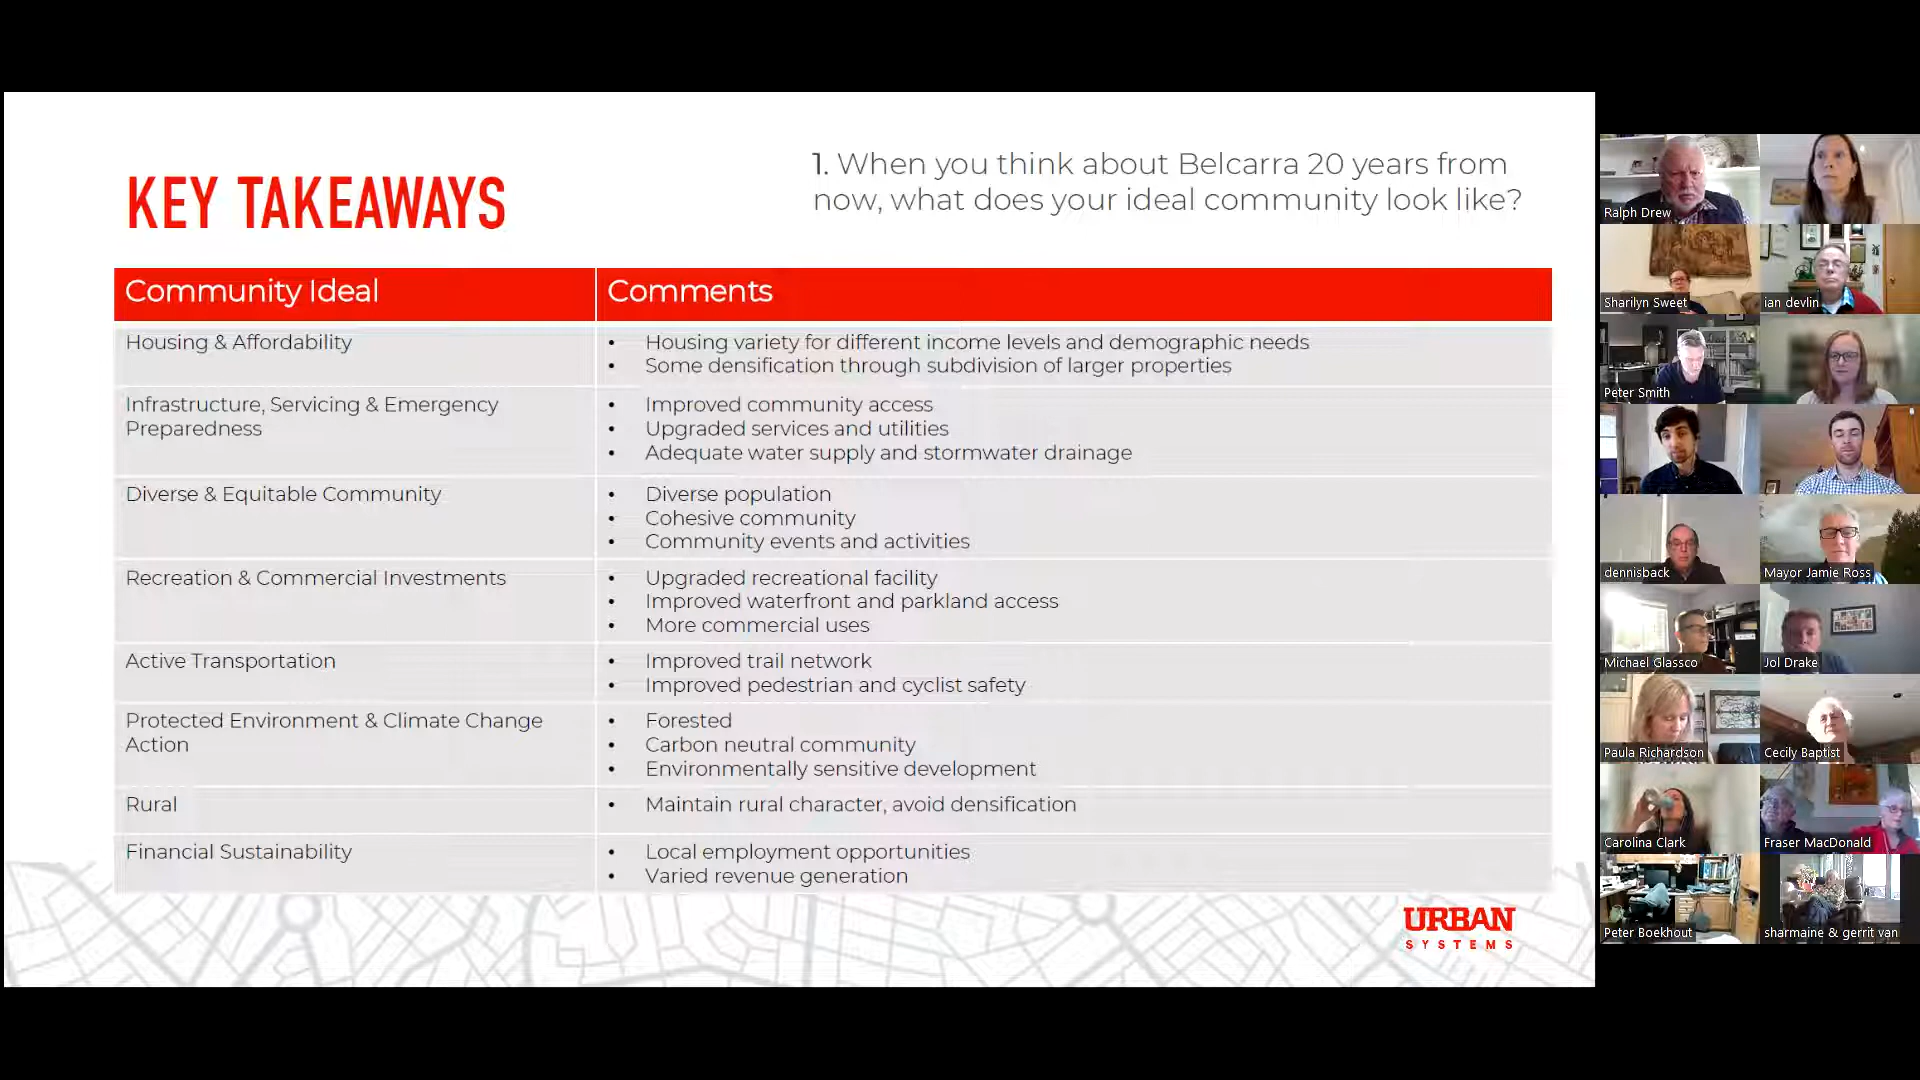 KEY TAKEAWAYS
1. When you think about Belcarra 20 years from
now, what does your ideal community look like?
Community Ideal
Comments
Housing & Affordability
• Housing variety for different income levels and demographic needs
• Some densification through subdivision of larger properties
Infrastructure, Servicing & Emergency
Preparedness
• Improved community access
• Upgraded services and utilities
• Adequate water supply and stormwater drainage
Diverse & Equitable Community
• Diverse population
• Cohesive community
• Community events and activities
Recreation & Commercial Investments
• Upgraded recreational facility
• Improved waterfront and parkland access
• More commercial uses
Active Transportation
• Improved trail network
• Improved pedestrian and cyclist safety
Protected Environment & Climate Change
Action
• Forested
• Carbon neutral community
• Environmentally sensitive development
Rural
• Maintain rural character, avoid densification
Financial Sustainability
• Local employment opportunities
• Varied revenue generation
URBAN
SYSTEMS
Ralph Drew
Sharilyn Sweet
ian devlin
Peter Smith
dennisback
Mayor Jamie Ross
Michael Glassco
Jol Drake
Paula Richardson
Cecily Baptist
Carolina Clark
Fraser MacDonald
Peter Boekhout
sharmaine & gerrit van